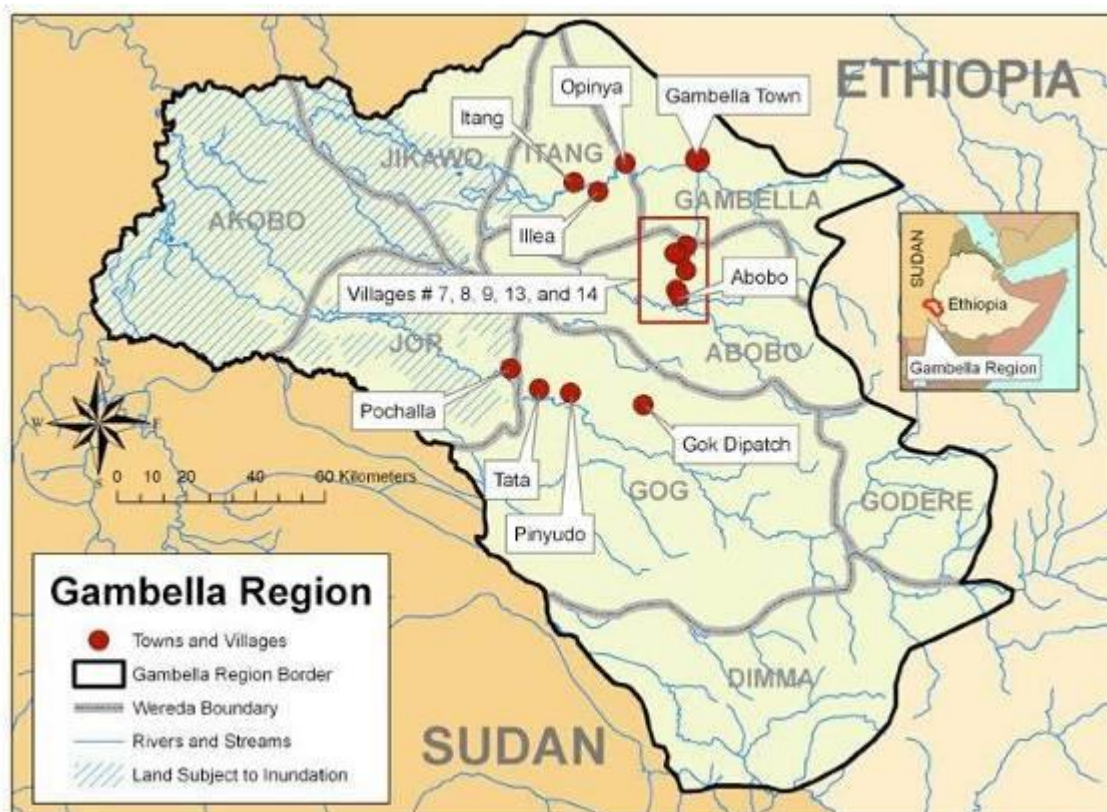 ETHIOPIA
Opinya
Gambella Town
Itang
JIKAWO
ITANG
GAMBELLA
AKOBO
Illea
Villages # 7, 8, 9, 13, and 14
Abobo
SUDAN
Ethiopia
Gambella Region
JOR
ABOBO
N
W
E
S
Pochalla
Gok Dipatch
0 10 20 40 60 Kilometers
Tata
GOG
GODERE
Pinyudo
Gambella Region
Towns and Villages
Gambella Region Border
Wereda Boundary
Rivers and Streams
Land Subject to Inundation
DIMMA
SUDAN